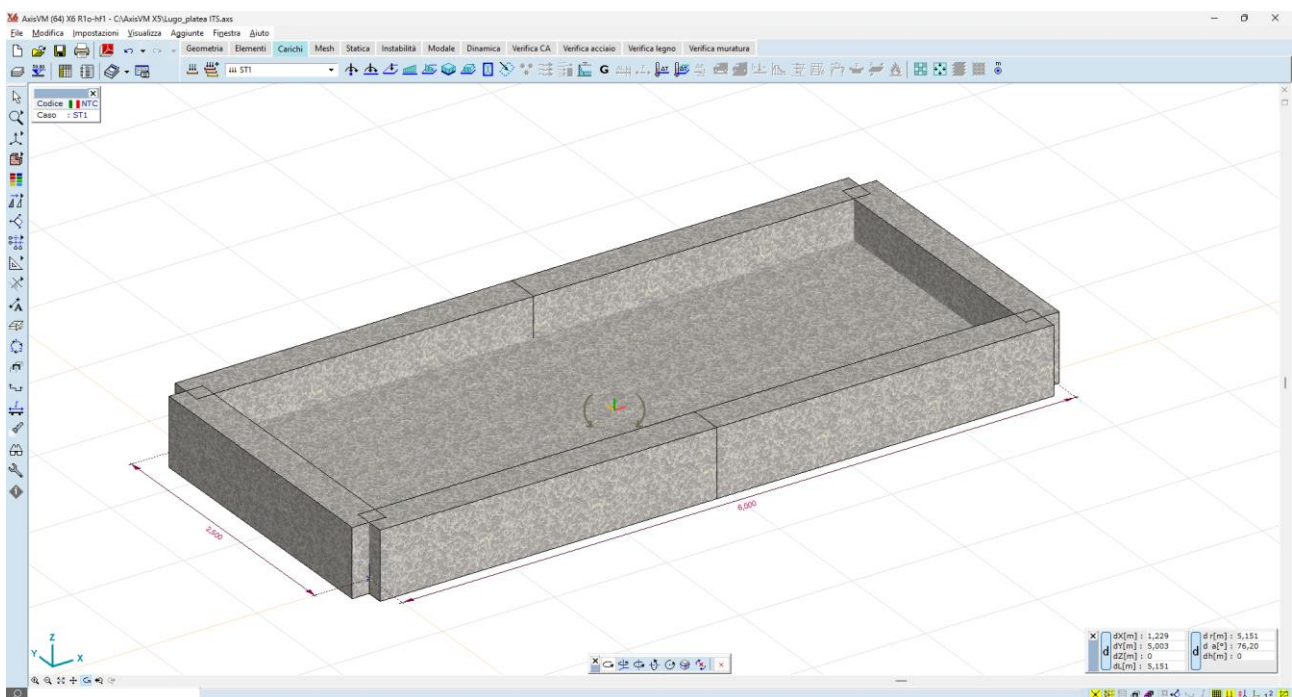 AxisVM (64) X6 R1o-hf1 - C:\AxisVM X5\Lugo_platea ITS.axs
File Modifica Impostazioni Visualizza Aggiunte Finestra Aiuto
Geometria Elementi Carichi Mesh Statica Instabilità Modale Dinamica Verifica CA Verifica acciaio Verifica legno Verifica muratura
ST1
Codice NTC
Caso : ST1
6,000
2,500
Z
Y
X
dX[m] : 1,229
dY[m] : 5,003
dZ[m] : 0
dL[m] : 5,151
d
d r[m] : 5,151
d a[°] : 76,20
dh[m] : 0
d